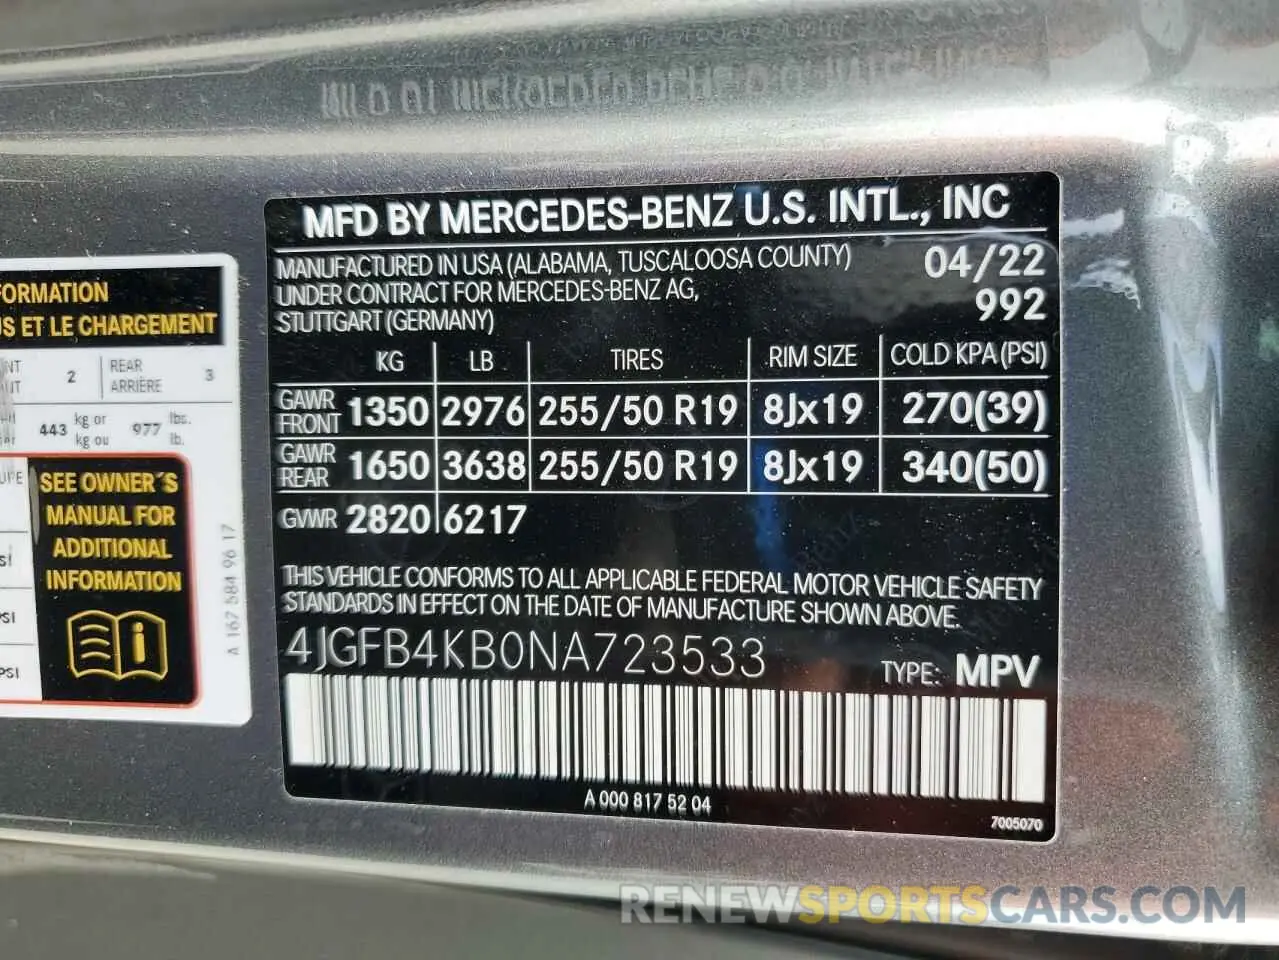 MFD BY MERCEDES-BENZ U.S. INTL., INC
MANUFACTURED IN USA (ALABAMA, TUSCALOOSA COUNTY) 04/22
UNDER CONTRACT FOR MERCEDES-BENZ AG, 992
STUTTGART (GERMANY)
KG LB TIRES RIM SIZE COLD KPA (PSI)
GAWR FRONT 1350 2976 255/50 R19 8Jx19 270(39)
GAWR REAR 1650 3638 255/50 R19 8Jx19 340(50)
GVWR 2820 6217
THIS VEHICLE CONFORMS TO ALL APPLICABLE FEDERAL MOTOR VEHICLE SAFETY
STANDARDS IN EFFECT ON THE DATE OF MANUFACTURE SHOWN ABOVE.
4JGFB4KB0NA723533 TYPE: MPV
A 000 817 52 04
7005070
ORMATION
ET LE CHARGEMENT
2 REAR 3
ARRIÈRE
443 kg or 977 lbs.
kg ou lb.
SEE OWNER'S
MANUAL FOR
ADDITIONAL
INFORMATION
PSI
A 167 584 96 17
RENEWSPORTSCARS.COM